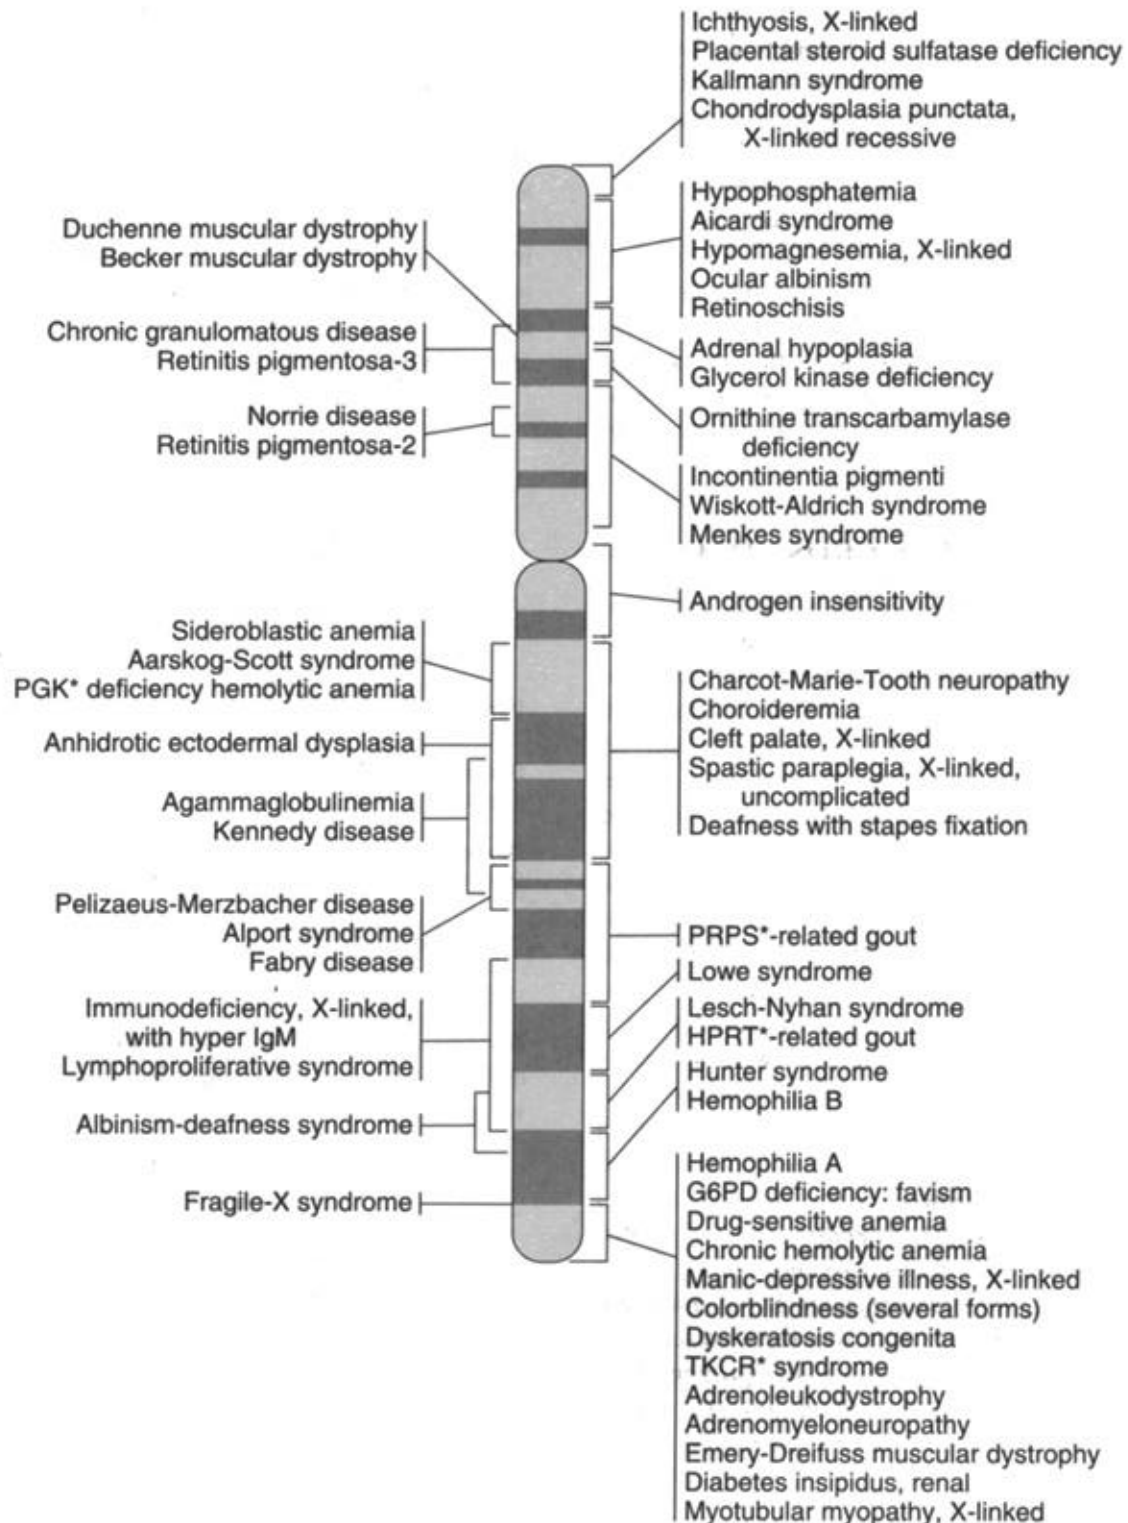 Ichthyosis, X-linked
Placental steroid sulfatase deficiency
Kallmann syndrome
Chondrodysplasia punctata,
X-linked recessive
Hypophosphatemia
Aicardi syndrome
Hypomagnesemia, X-linked
Ocular albinism
Retinoschisis
Adrenal hypoplasia
Glycerol kinase deficiency
Ornithine transcarbamylase
deficiency
Incontinentia pigmenti
Wiskott-Aldrich syndrome
Menkes syndrome
Androgen insensitivity
Charcot-Marie-Tooth neuropathy
Choroideremia
Cleft palate, X-linked
Spastic paraplegia, X-linked,
uncomplicated
Deafness with stapes fixation
PRPS*-related gout
Lowe syndrome
Lesch-Nyhan syndrome
HPRT*-related gout
Hunter syndrome
Hemophilia B
Hemophilia A
G6PD deficiency: favism
Drug-sensitive anemia
Chronic hemolytic anemia
Manic-depressive illness, X-linked
Colorblindness (several forms)
Dyskeratosis congenita
TKCR* syndrome
Adrenoleukodystrophy
Adrenomyeloneuropathy
Emery-Dreifuss muscular dystrophy
Diabetes insipidus, renal
Myotubular myopathy, X-linked
Duchenne muscular dystrophy
Becker muscular dystrophy
Chronic granulomatous disease
Retinitis pigmentosa-3
Norrie disease
Retinitis pigmentosa-2
Sideroblastic anemia
Aarskog-Scott syndrome
PGK* deficiency hemolytic anemia
Anhidrotic ectodermal dysplasia
Agammaglobulinemia
Kennedy disease
Pelizaeus-Merzbacher disease
Alport syndrome
Fabry disease
Immunodeficiency, X-linked,
with hyper IgM
Lymphoproliferative syndrome
Albinism-deafness syndrome
Fragile-X syndrome